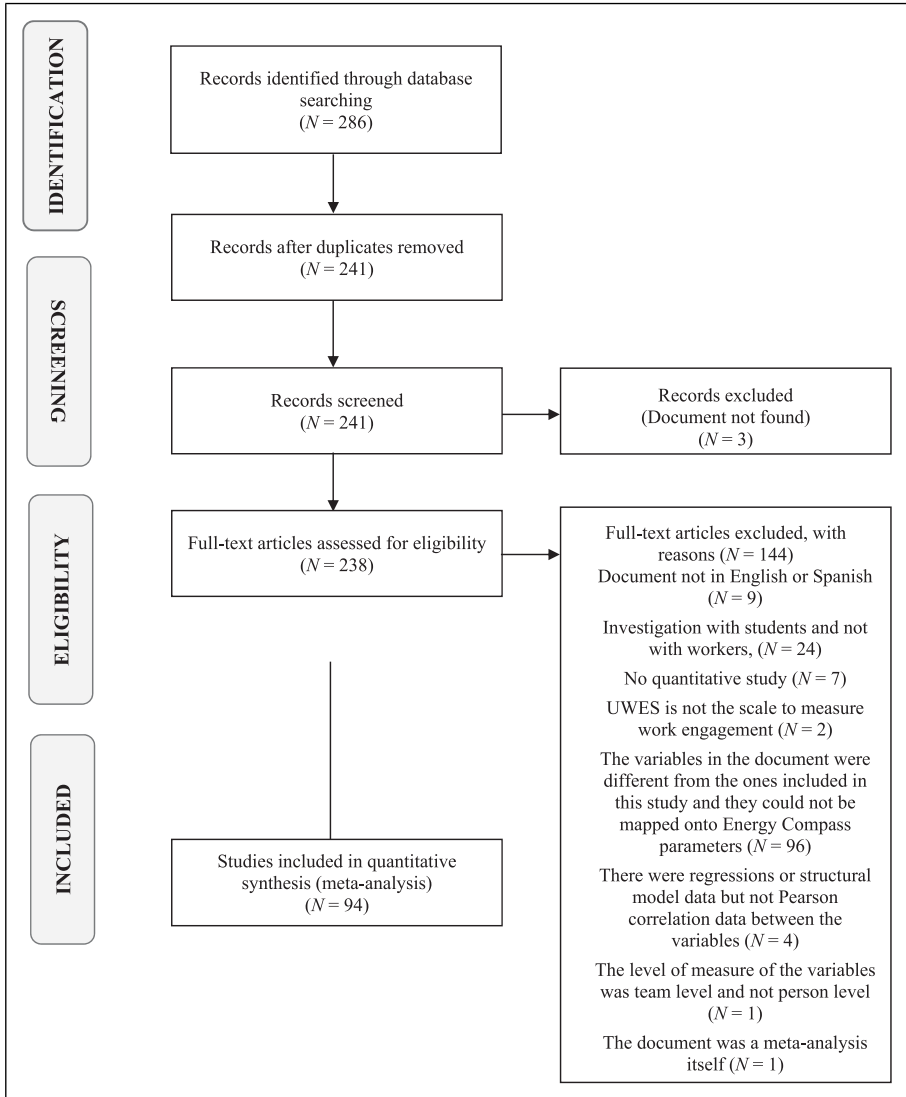 IDENTIFICATION
Records identified through database
searching
(N = 286)
Records after duplicates removed
(N = 241)
SCREENING
Records screened
(N = 241)
Records excluded
(Document not found)
(N = 3)
ELIGIBILITY
Full-text articles assessed for eligibility
(N = 238)
Full-text articles excluded, with
reasons (N = 144)
Document not in English or Spanish
(N = 9)
Investigation with students and not
with workers, (N = 24)
No quantitative study (N = 7)
UWES is not the scale to measure
work engagement (N = 2)
The variables in the document were
different from the ones included in
this study and they could not be
mapped onto Energy Compass
parameters (N = 96)
There were regressions or structural
model data but not Pearson
correlation data between the
variables (N = 4)
The level of measure of the variables
was team level and not person level
(N = 1)
The document was a meta-analysis
itself (N = 1)
INCLUDED
Studies included in quantitative
synthesis (meta-analysis)
(N = 94)